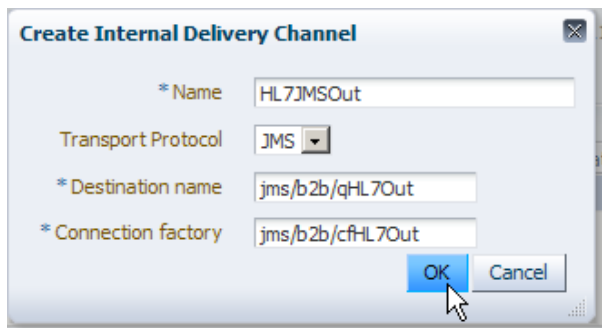 Create Internal Delivery Channel
* Name HL7JMSOut
Transport Protocol JMS
* Destination name jms/b2b/qHL7Out
* Connection factory jms/b2b/cfHL7Out
OK Cancel